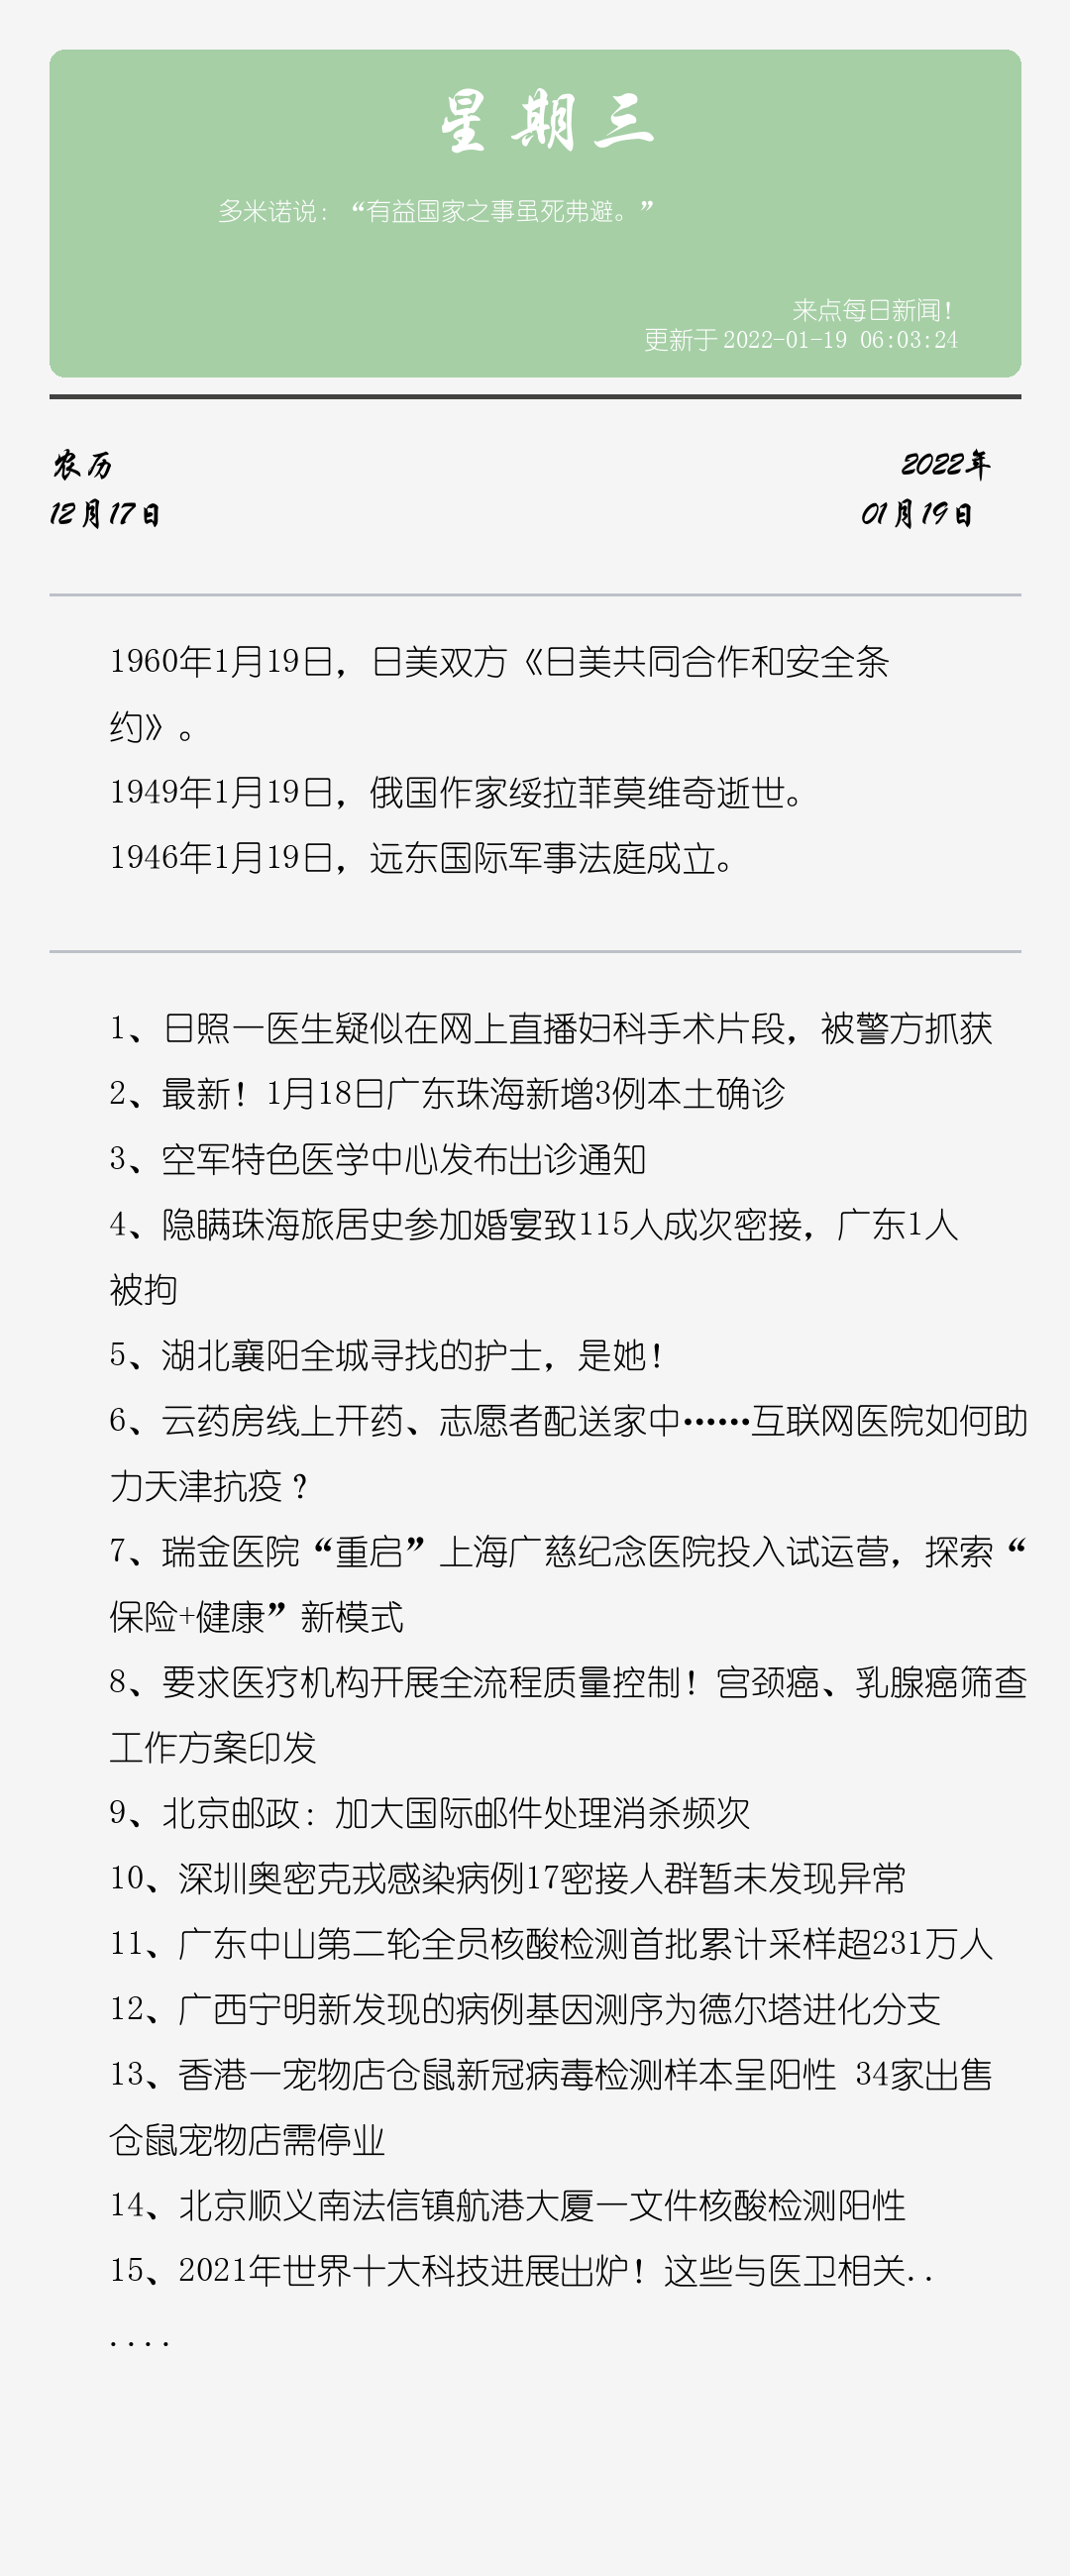 星期三
多米诺说：“有益国家之事虽死弗避。”
来点每日新闻！
更新于 2022-01-19 06:03:24
农历
2022年
12月17日
01月19日
1960年1月19日，日美双方《日美共同合作和安全条
约》。
1949年1月19日，俄国作家绥拉菲莫维奇逝世。
1946年1月19日，远东国际军事法庭成立。
1、日照一医生疑似在网上直播妇科手术片段，被警方抓获
2、最新！1月18日广东珠海新增3例本土确诊
3、空军特色医学中心发布出诊通知
4、隐瞒珠海旅居史参加婚宴致115人成次密接，广东1人
被拘
5、湖北襄阳全城寻找的护士，是她！
6、云药房线上开药、志愿者配送家中……互联网医院如何助
力天津抗疫？
7、瑞金医院“重启”上海广慈纪念医院投入试运营，探索“
保险+健康”新模式
8、要求医疗机构开展全流程质量控制！宫颈癌、乳腺癌筛查
工作方案印发
9、北京邮政：加大国际邮件处理消杀频次
10、深圳奥密克戎感染病例17密接人群暂未发现异常
11、广东中山第二轮全员核酸检测首批累计采样超231万人
12、广西宁明新发现的病例基因测序为德尔塔进化分支
13、香港一宠物店仓鼠新冠病毒检测样本呈阳性 34家出售
仓鼠宠物店需停业
14、北京顺义南法信镇航港大厦一文件核酸检测阳性
15、2021年世界十大科技进展出炉！这些与医卫相关..
....